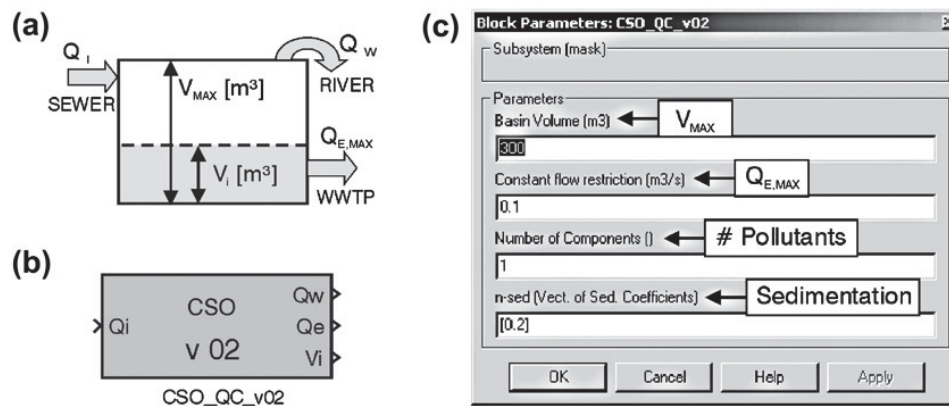 (a)
Q I
SEWER
V MAX [m³]
Q W
RIVER
Q E,MAX
V i [m³]
WWTP
(b)
Qi
CSO
v 02
Qw
Qe
Vi
CSO_QC_v02
(c)
Block Parameters: CSO_QC_v02
Subsystem (mask)
Parameters
Basin Volume (m3)
V MAX
300
Constant flow restriction (m3/s)
Q E,MAX
0.1
Number of Components ()
# Pollutants
1
n-sed (Vect. of Sed. Coefficients)
Sedimentation
[0.2]
OK Cancel Help Apply